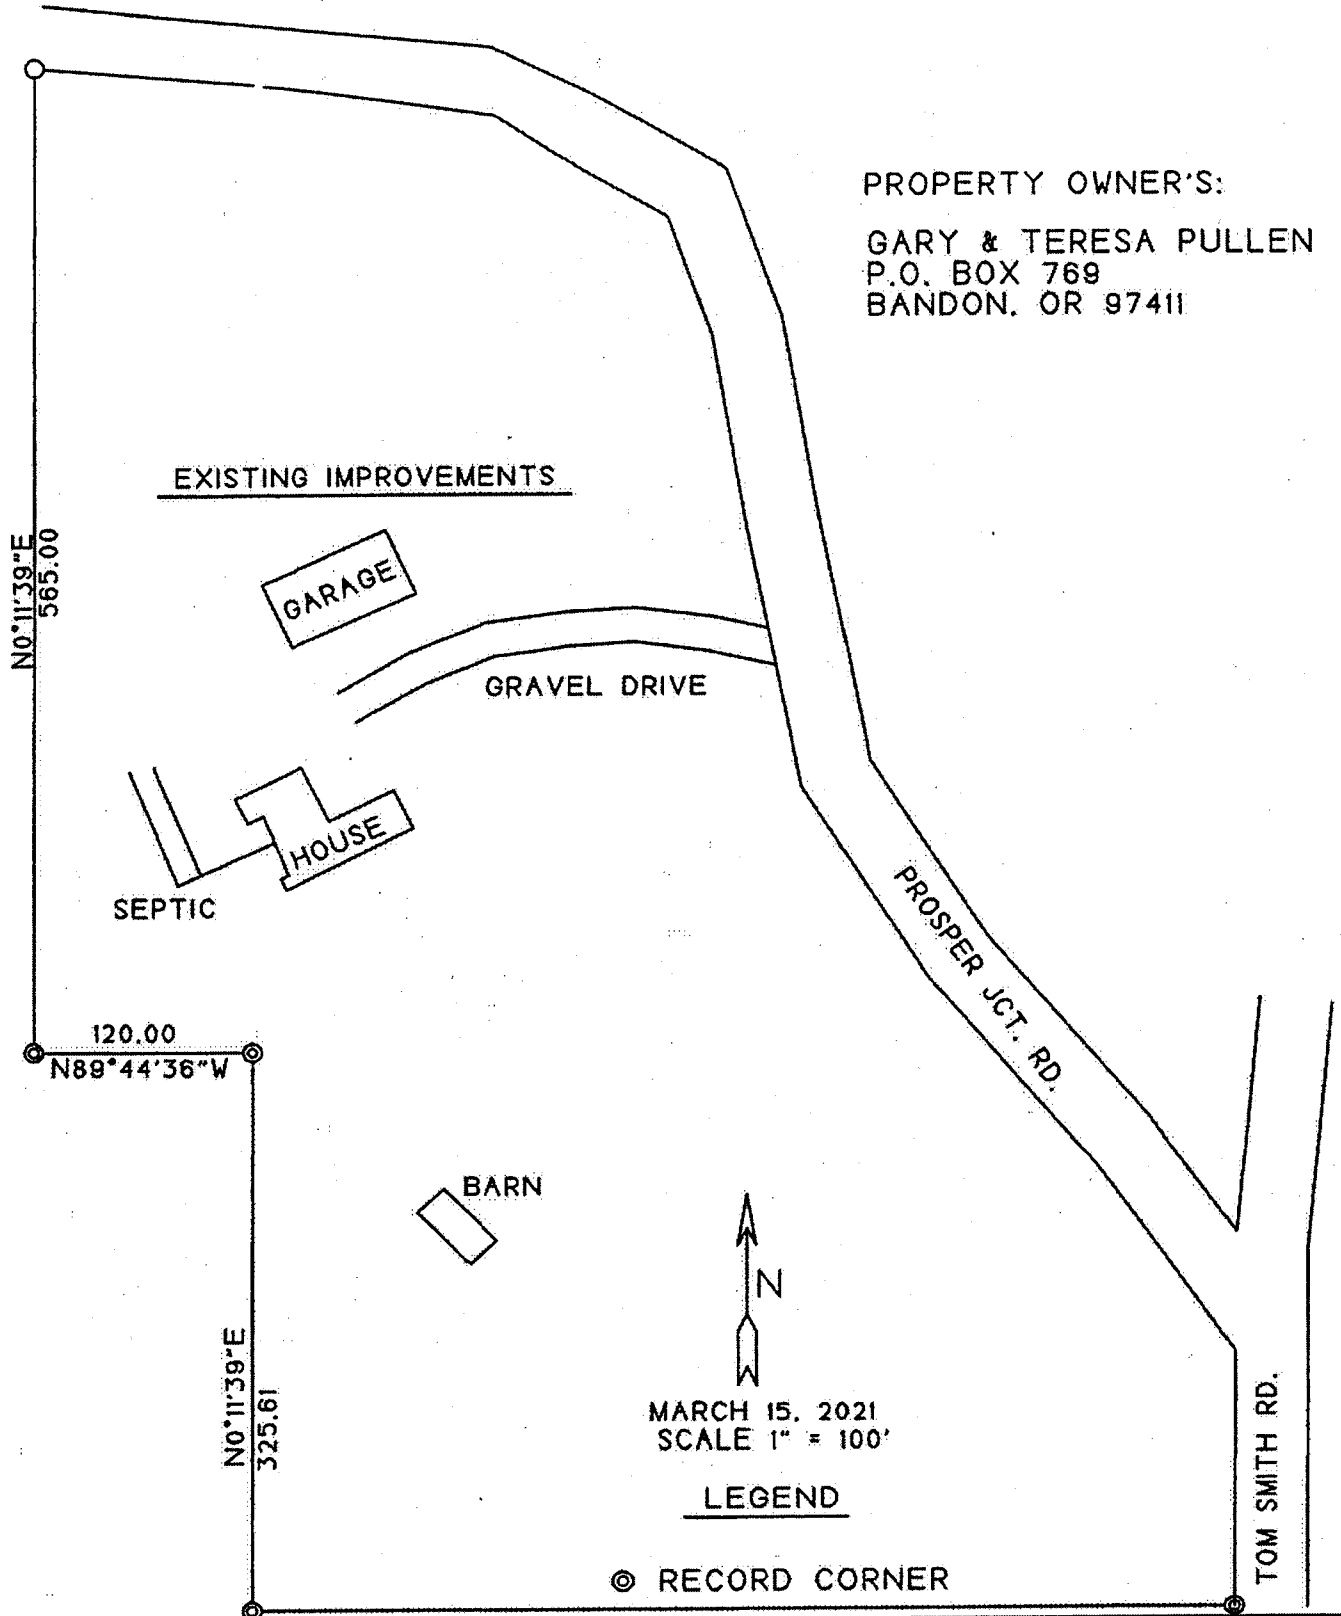 PROPERTY OWNER'S:
GARY & TERESA PULLEN
P.O. BOX 769
BANDON, OR 97411
EXISTING IMPROVEMENTS
GARAGE
N0°11'39"E
565.00
GRAVEL DRIVE
HOUSE
SEPTIC
PROSPER JCT. RD.
120.00
N89°44'36"W
BARN
N
N0°11'39"E
325.61
MARCH 15, 2021
SCALE 1" = 100'
LEGEND
TOM SMITH RD.
RECORD CORNER